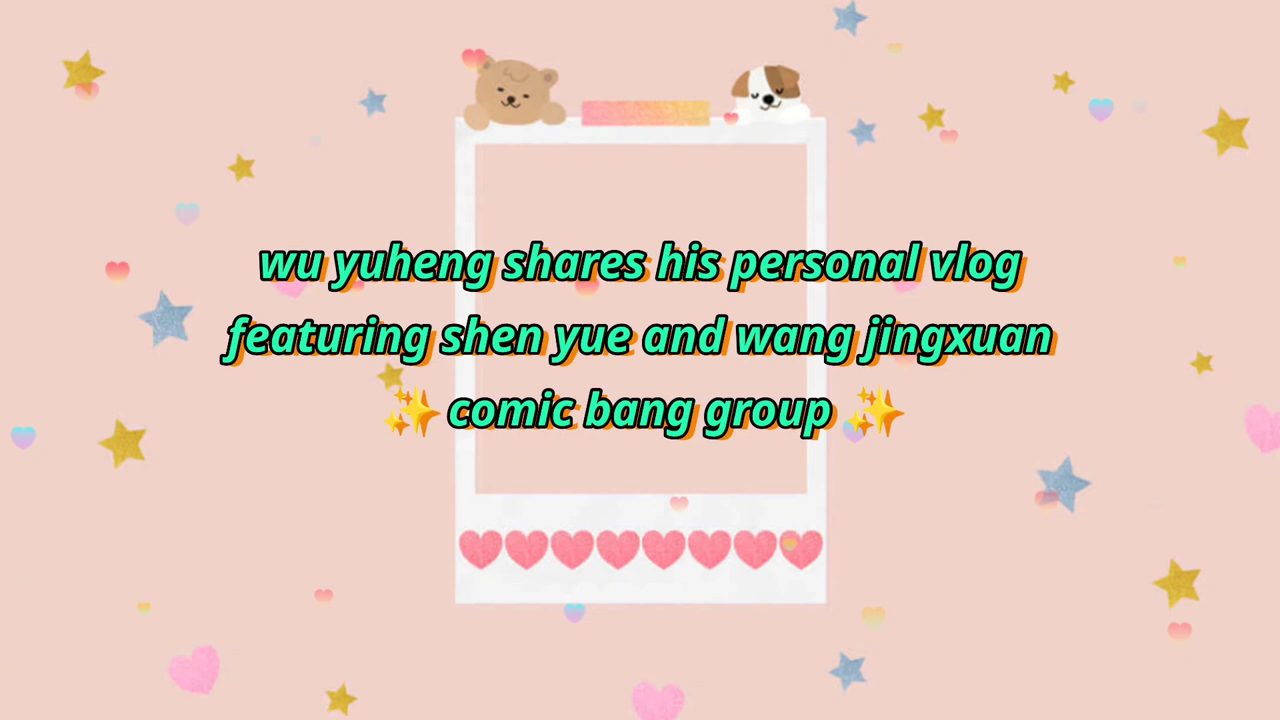 wu yuheng shares his personal vlog
featuring shen yue and wang jingxuan
✨ comic bang group ✨